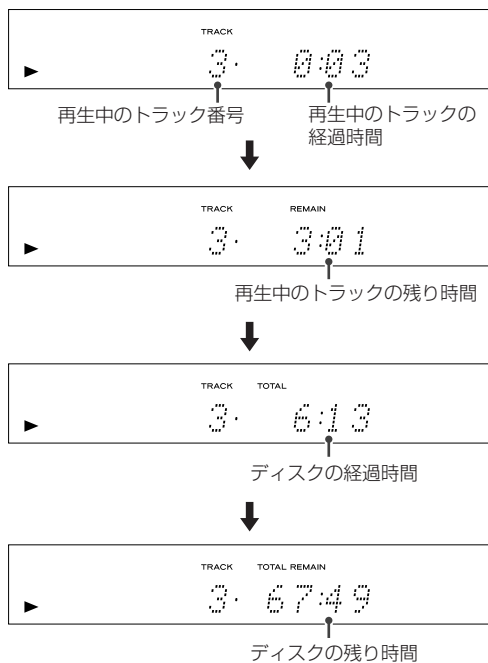 TRACK
3· 0:03
再生中のトラック番号
再生中のトラックの
経過時間
TRACK REMAIN
3· 3:01
再生中のトラックの残り時間
TRACK TOTAL
3· 6:13
ディスクの経過時間
TRACK TOTAL REMAIN
3· 67:49
ディスクの残り時間